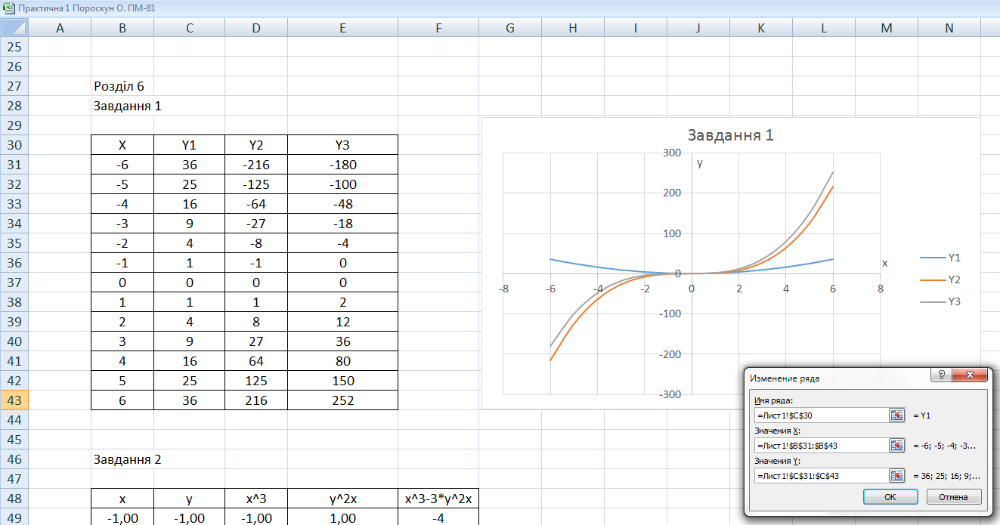 Практична 1 Пороскун О. ПМ-81
A B C D E F G H I J K L M N
25
26
27 Розділ 6
28 Завдання 1
29
30 X Y1 Y2 Y3
31 -6 36 -216 -180
32 -5 25 -125 -100
33 -4 16 -64 -48
34 -3 9 -27 -18
35 -2 4 -8 -4
36 -1 1 -1 0
37 0 0 0 0
38 1 1 1 2
39 2 4 8 12
40 3 9 27 36
41 4 16 64 80
42 5 25 125 150
43 6 36 216 252
44
45
46 Завдання 2
47
48 x y x^3 y^2x x^3-3*y^2x
49 -1,00 -1,00 -1,00 1,00 -4
Завдання 1
300
y
200
100
x
0
-8 -6 -4 -2 0 2 4 6 8
-100
-200
-300
Y1
Y2
Y3
Изменение ряда
Имя ряда:
=Лист1!$C$30 = Y1
Значения X:
=Лист1!$B$31:$B$43 = -6; -5; -4; -3...
Значения Y:
=Лист1!$C$31:$C$43 = 36; 25; 16; 9;...
ОК Отмена